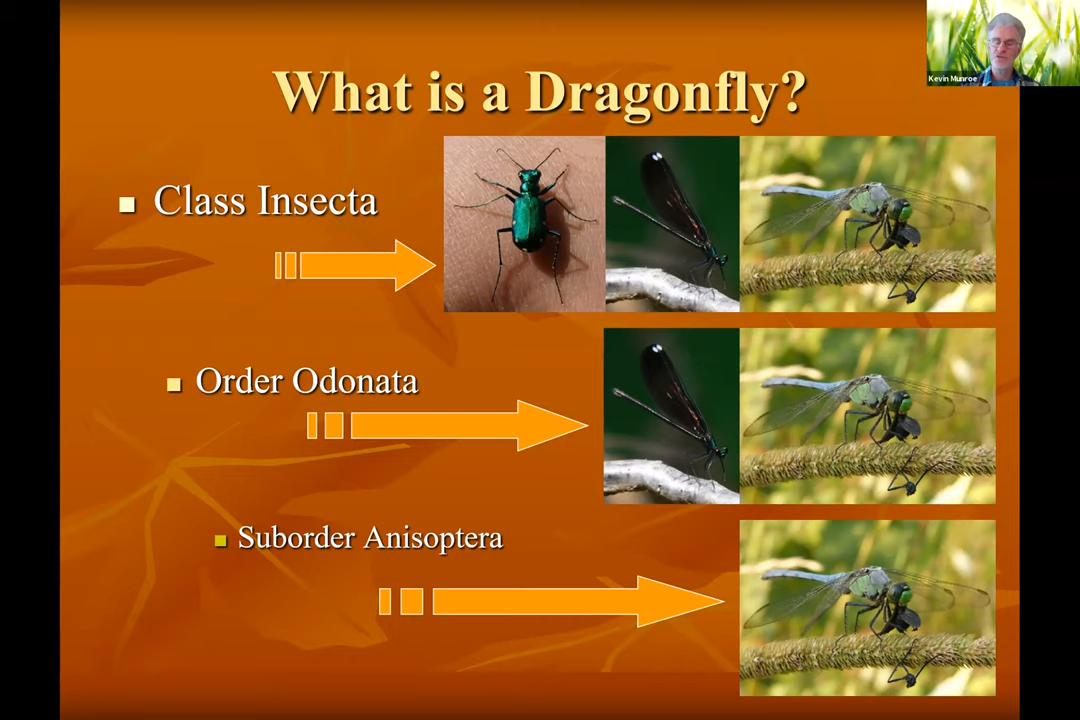 What is a Dragonfly?
Kevin Munroe
Class Insecta
Order Odonata
Suborder Anisoptera